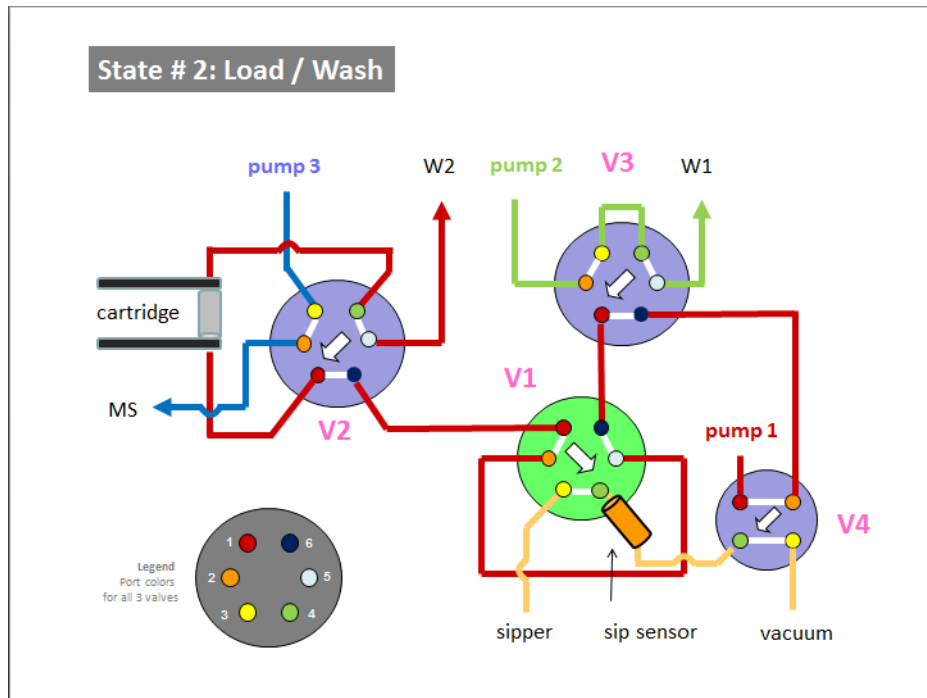 State # 2: Load / Wash
pump 3
W2
pump 2
V3
W1
cartridge
MS
V2
V1
pump 1
V4
Legend
Port colors
for all 3 valves
1
6
2
5
3
4
sipper
sip sensor
vacuum